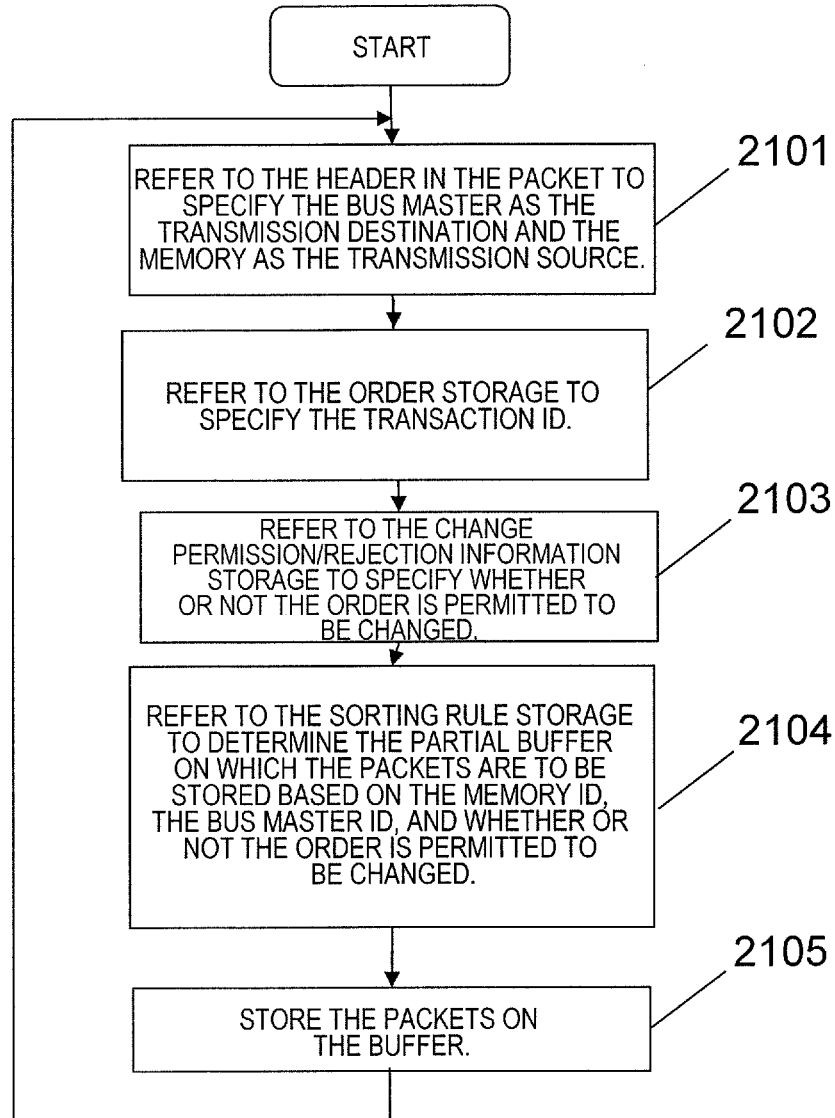 START
2101
REFER TO THE HEADER IN THE PACKET TO
SPECIFY THE BUS MASTER AS THE
TRANSMISSION DESTINATION AND THE
MEMORY AS THE TRANSMISSION SOURCE.
2102
REFER TO THE ORDER STORAGE TO
SPECIFY THE TRANSACTION ID.
2103
REFER TO THE CHANGE
PERMISSION/REJECTION INFORMATION
STORAGE TO SPECIFY WHETHER
OR NOT THE ORDER IS PERMITTED TO
BE CHANGED.
2104
REFER TO THE SORTING RULE STORAGE
TO DETERMINE THE PARTIAL BUFFER
ON WHICH THE PACKETS ARE TO BE
STORED BASED ON THE MEMORY ID,
THE BUS MASTER ID, AND WHETHER OR
NOT THE ORDER IS PERMITTED TO
BE CHANGED.
2105
STORE THE PACKETS ON
THE BUFFER.